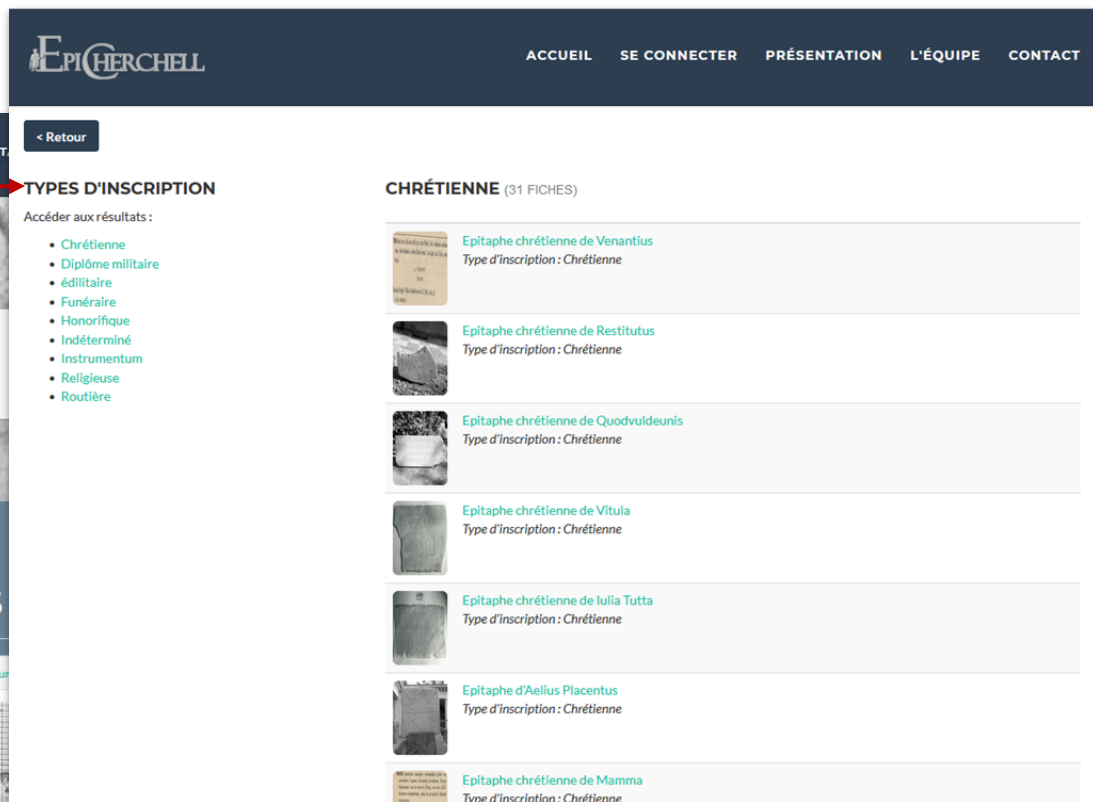 EPICHERCHELL
ACCUEIL SE CONNECTER PRÉSENTATION L'ÉQUIPE CONTACT
< Retour
TYPES D'INSCRIPTION
Accéder aux résultats :
• Chrétienne
• Diplôme militaire
• édilitaire
• Funéraire
• Honorifique
• Indéterminé
• Instrumentum
• Religieuse
• Routière
CHRÉTIENNE (31 FICHES)
Epitaphe chrétienne de Venantius
Type d'inscription : Chrétienne
Epitaphe chrétienne de Restitutus
Type d'inscription : Chrétienne
Epitaphe chrétienne de Quodvuldeunis
Type d'inscription : Chrétienne
Epitaphe chrétienne de Vitula
Type d'inscription : Chrétienne
Epitaphe chrétienne de Iulia Tutta
Type d'inscription : Chrétienne
Epitaphe d'Aelius Placentus
Type d'inscription : Chrétienne
Epitaphe chrétienne de Mamma
Type d'inscription : Chrétienne